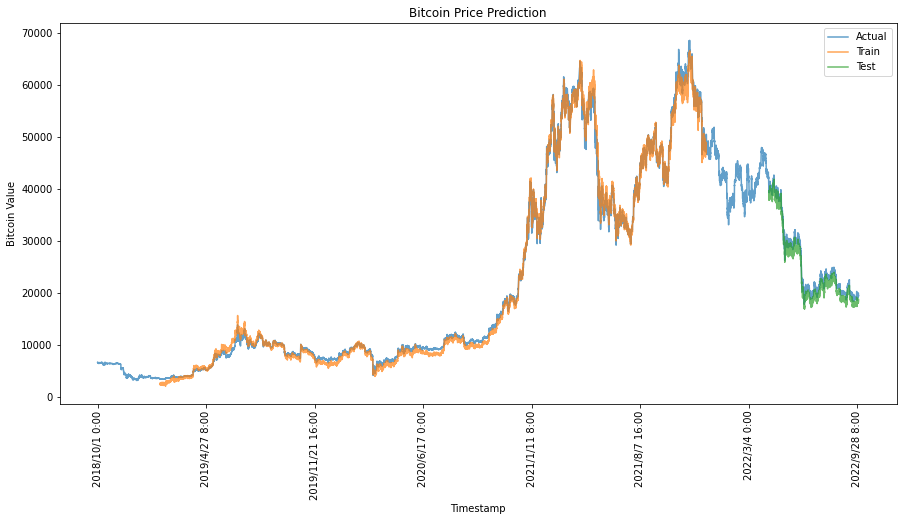 Bitcoin Price Prediction
Actual
Train
Test
70000
60000
50000
40000
30000
20000
10000
0
Bitcoin Value
2018/10/1 0:00
2019/4/27 8:00
2019/11/21 16:00
2020/6/17 0:00
2021/1/11 8:00
2021/8/7 16:00
2022/3/4 0:00
2022/9/28 8:00
Timestamp